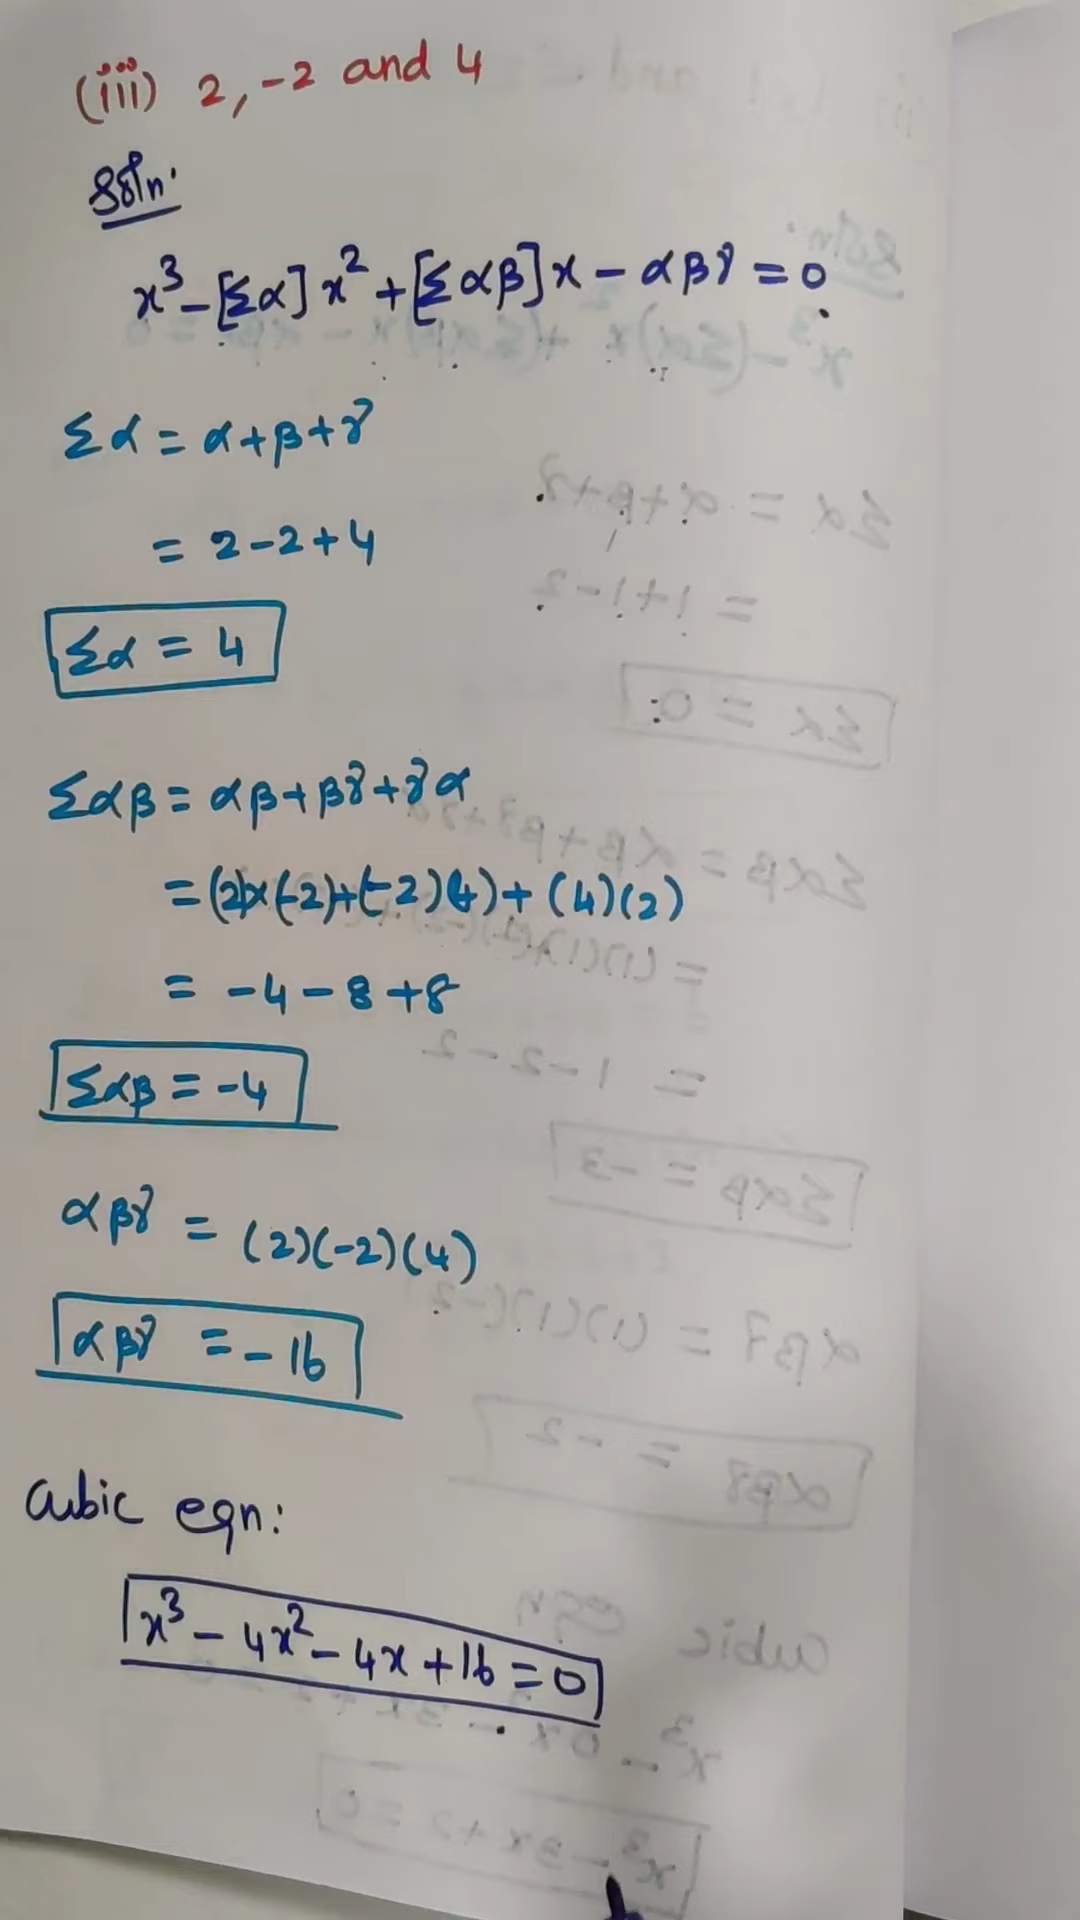 (iii) 2, -2 and 4
Soln:
x³ - [Σα] x² + [Σαβ]x - αβγ = 0
Σα = α+β+γ
= 2-2+4
Σα = 4
Σαβ = αβ+βγ+γα
= (2)x(-2)+(-2)(4)+(4)(2)
= -4-8+8
Σαβ = -4
αβγ = (2)(-2)(4)
αβγ = -16
Cubic eqn:
x³ - 4x² - 4x + 16 = 0